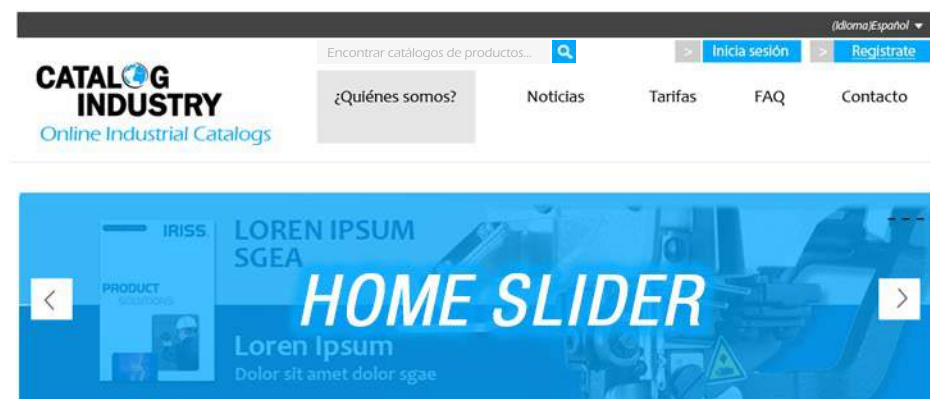 (Idioma)Español
Encontrar catálogos de productos...
> Inicia sesión
> Registrate
CATALOG
INDUSTRY
Online Industrial Catalogs
¿Quiénes somos?
Noticias
Tarifas
FAQ
Contacto
IRISS
PRODUCT
SOLUTIONS
LOREN IPSUM
SGEA
HOME SLIDER
Loren Ipsum
Dolor sit amet dolor sgae